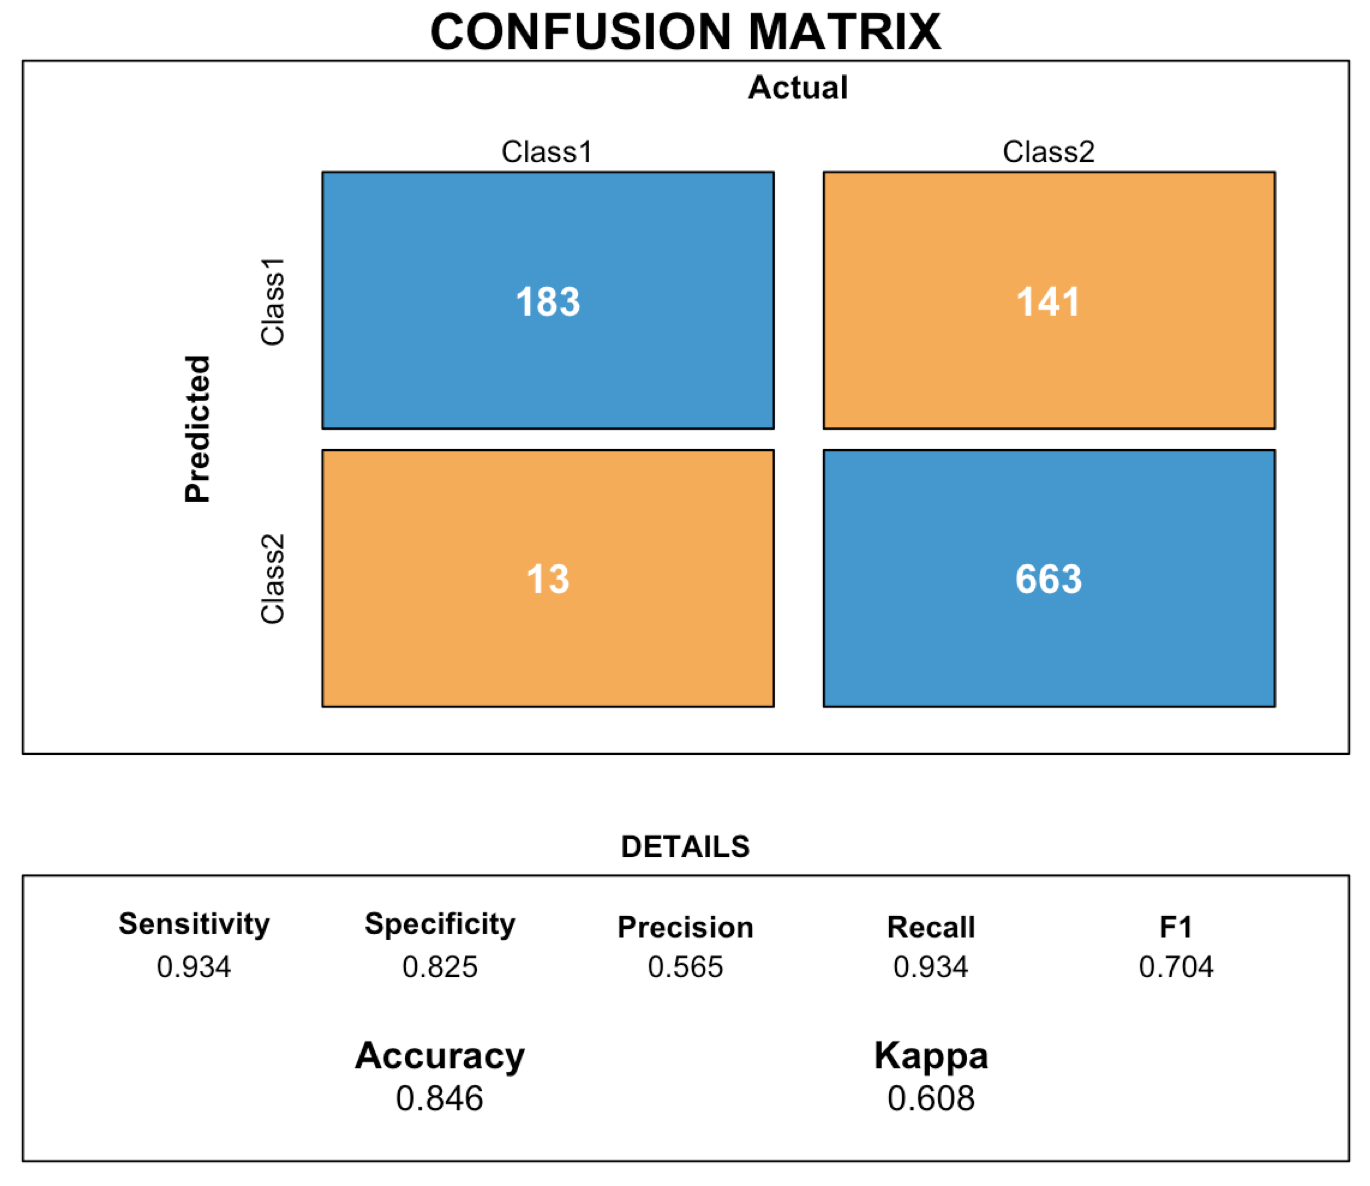 CONFUSION MATRIX
Actual
Class1 Class2
Predicted
Class1
183 141
Class2
13 663
DETAILS
Sensitivity Specificity Precision Recall F1
0.934 0.825 0.565 0.934 0.704
Accuracy Kappa
0.846 0.608